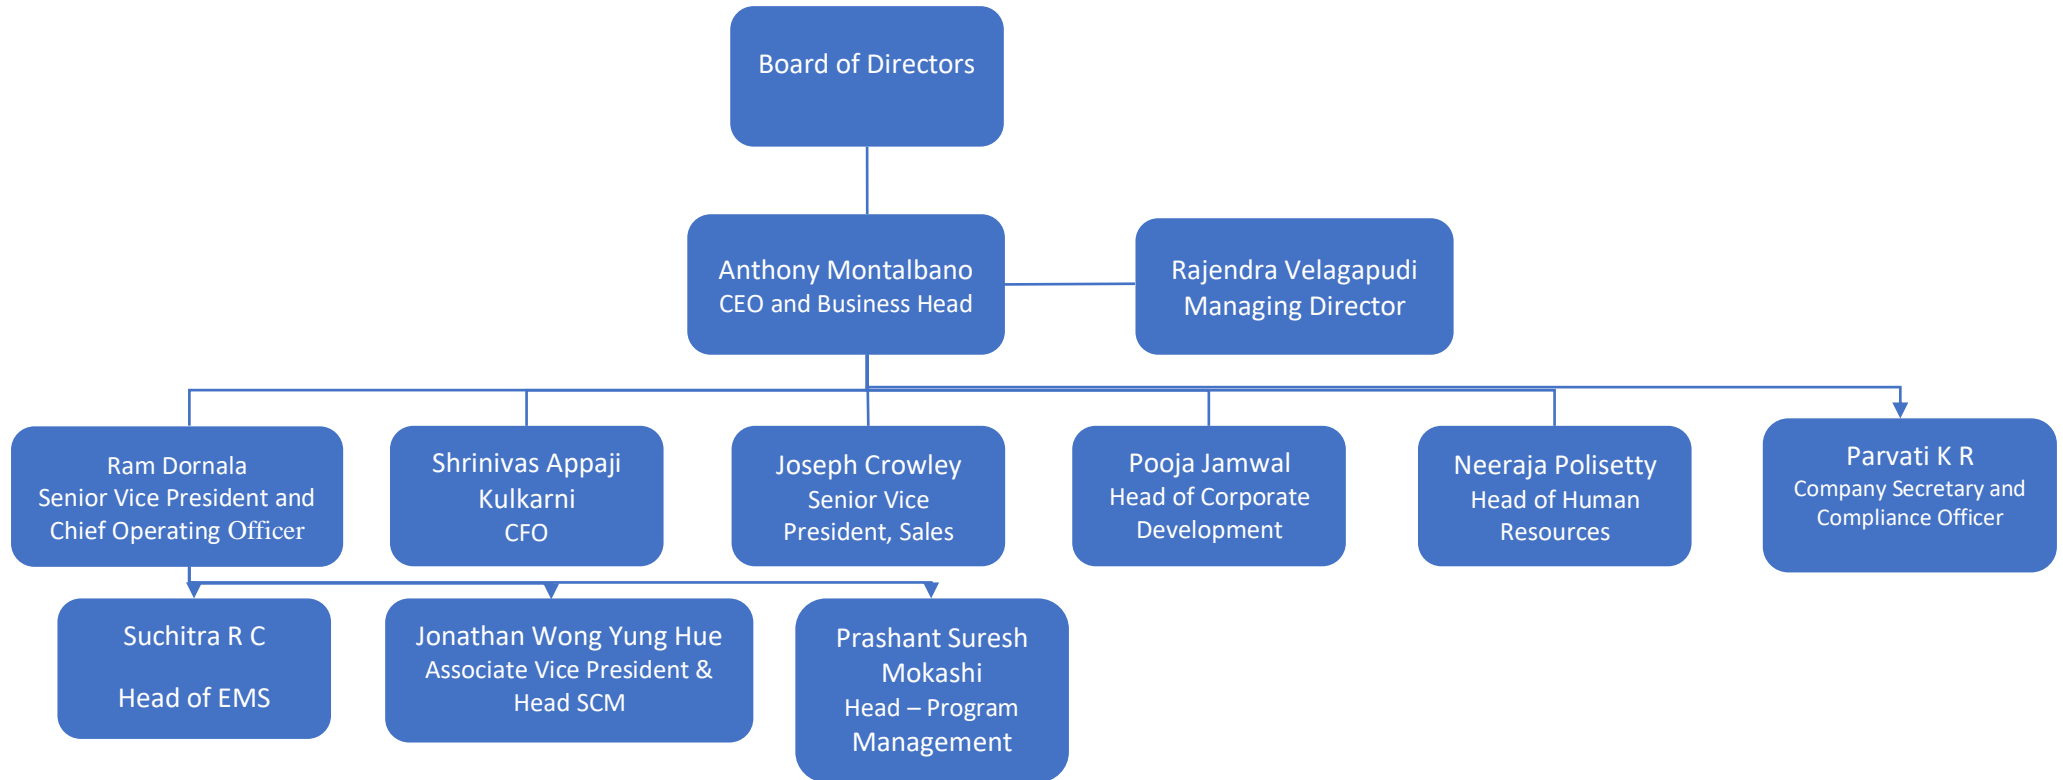 Board of Directors
Anthony Montalbano
CEO and Business Head
Rajendra Velagapudi
Managing Director
Ram Dornala
Senior Vice President and
Chief Operating Officer
Shrinivas Appaji
Kulkarni
CFO
Joseph Crowley
Senior Vice
President, Sales
Pooja Jamwal
Head of Corporate
Development
Neeraja Polisetty
Head of Human
Resources
Parvati K R
Company Secretary and
Compliance Officer
Suchitra R C
Head of EMS
Jonathan Wong Yung Hue
Associate Vice President &
Head SCM
Prashant Suresh
Mokashi
Head – Program
Management